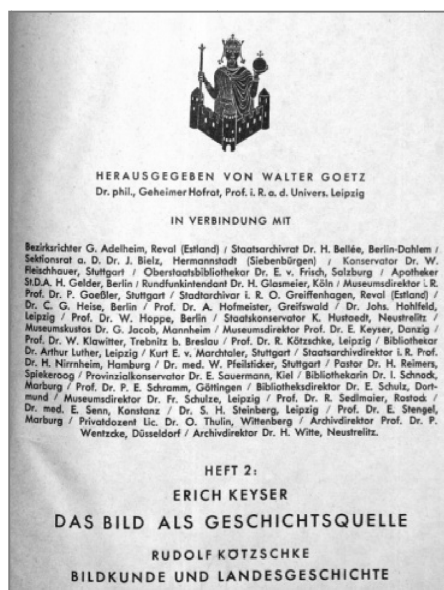 HERAUSGEGEBEN VON WALTER GOETZ
Dr. phil., Geheimer Hofrat, Prof. i. R. a. d. Univers. Leipzig
IN VERBINDUNG MIT
Bezirksrichter G. Adelheim, Reval (Estland) / Staatsarchivrat Dr. H. Bellée, Berlin-Dahlem /
Sektionsrat a. D. Dr. J. Bielz, Hermannstadt (Siebenbürgen) / Konservator Dr. W.
Fleischhauer, Stuttgart / Oberstaatsbibliothekar Dr. E. v. Frisch, Salzburg / Apotheker
St.D.A. H. Gelder, Berlin / Rundfunkintendant Dr. H. Glasmeier, Köln / Museumsdirektor i. R.
Prof. Dr. P. Goeßler, Stuttgart / Stadtarchivar i. R. O. Greiffenhagen, Reval (Estland) /
Dr. C. G. Heise, Berlin / Prof. Dr. A. Hofmeister, Greifswald / Dr. Johs. Hohlfeld,
Leipzig / Prof. Dr. W. Hoppe, Berlin / Staatskonservator K. Hustaedt, Neustrelitz /
Museumskustos Dr. G. Jacob, Mannheim / Museumsdirektor Prof. Dr. E. Keyser, Danzig /
Prof. Dr. W. Klawitter, Trebnitz b. Breslau / Prof. Dr. R. Kötzschke, Leipzig / Bibliothekar
Dr. Arthur Luther, Leipzig / Kurt E. v. Marchtaler, Stuttgart / Staatsarchivdirektor i. R. Prof.
Dr. H. Nirrnheim, Hamburg / Dr. med. W. Pfeilsticker, Stuttgart / Pastor Dr. H. Reimers,
Spiekeroog / Provinzialkonservator Dr. E. Sauermann, Kiel / Bibliothekarin Dr. I. Schnock,
Marburg / Prof. Dr. P. E. Schramm, Göttingen / Bibliotheksdirektor Dr. E. Schulz, Dort-
mund / Museumsdirektor Dr. Fr. Schulze, Leipzig / Prof. Dr. R. Sedlmaier, Rostock /
Dr. med. E. Senn, Konstanz / Dr. S. H. Steinberg, Leipzig / Prof. Dr. E. Stengel,
Marburg / Privatdozent Lic. Dr. O. Thulin, Wittenberg / Archivdirektor Prof. Dr. P.
Wentzcke, Düsseldorf / Archivdirektor Dr. H. Witte, Neustrelitz.
HEFT 2:
ERICH KEYSER
DAS BILD ALS GESCHICHTSQUELLE
RUDOLF KÖTZSCHKE
BILDKUNDE UND LANDESGESCHICHTE